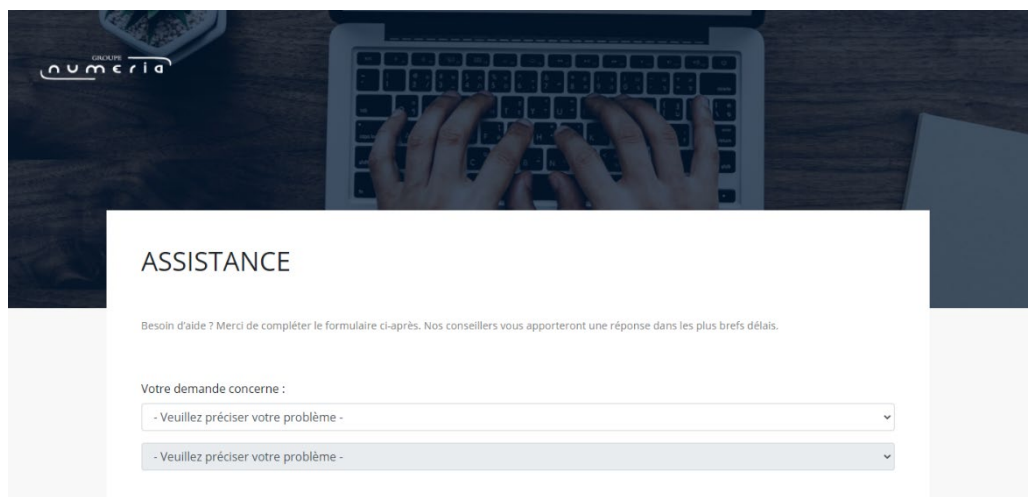 GROUPE
numeria
ASSISTANCE
Besoin d'aide ? Merci de compléter le formulaire ci-après. Nos conseillers vous apporteront une réponse dans les plus brefs délais.
Votre demande concerne :
- Veuillez préciser votre problème -
- Veuillez préciser votre problème -